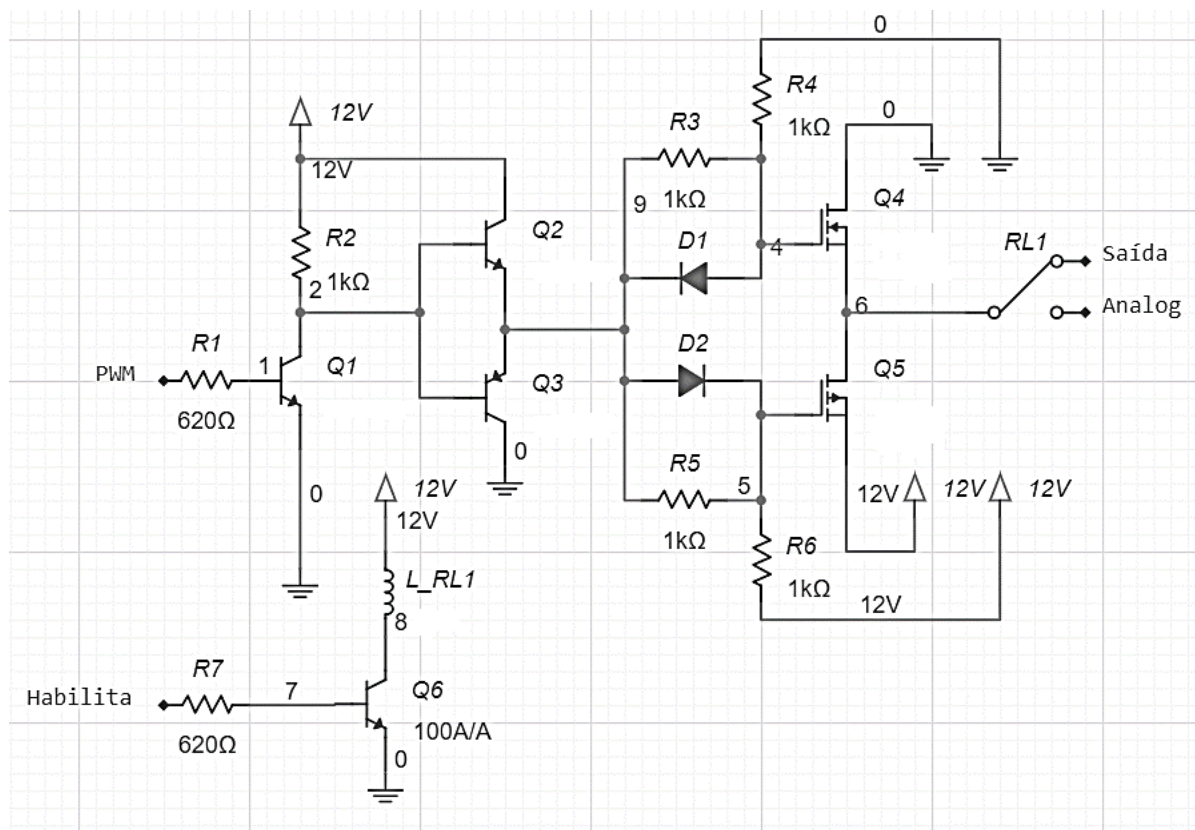 0
R4
1kΩ
12V
12V
R3
1kΩ
9
0
Q4
R2
1kΩ
2
Q2
D1
4
RL1
Saída
6
Analog
PWM
R1
620Ω
1
Q1
Q3
D2
Q5
0
0
R5
1kΩ
5
12V
12V
12V
12V
12V
L_RL1
8
R6
1kΩ
12V
Habilita
R7
620Ω
7
Q6
100A/A
0